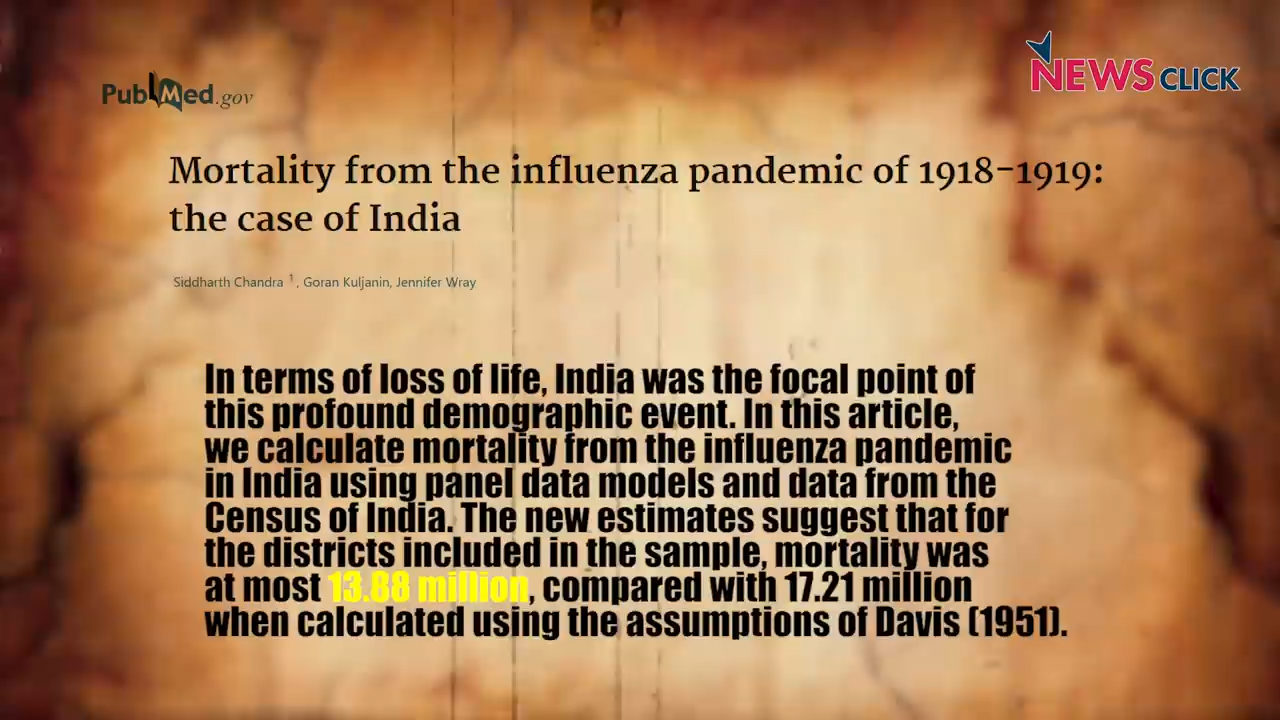 PubMed.gov
NEWSCLICK
Mortality from the influenza pandemic of 1918-1919:
the case of India
Siddharth Chandra 1, Goran Kuljanin, Jennifer Wray
In terms of loss of life, India was the focal point of
this profound demographic event. In this article,
we calculate mortality from the influenza pandemic
in India using panel data models and data from the
Census of India. The new estimates suggest that for
the districts included in the sample, mortality was
at most 13.88 million, compared with 17.21 million
when calculated using the assumptions of Davis (1951).